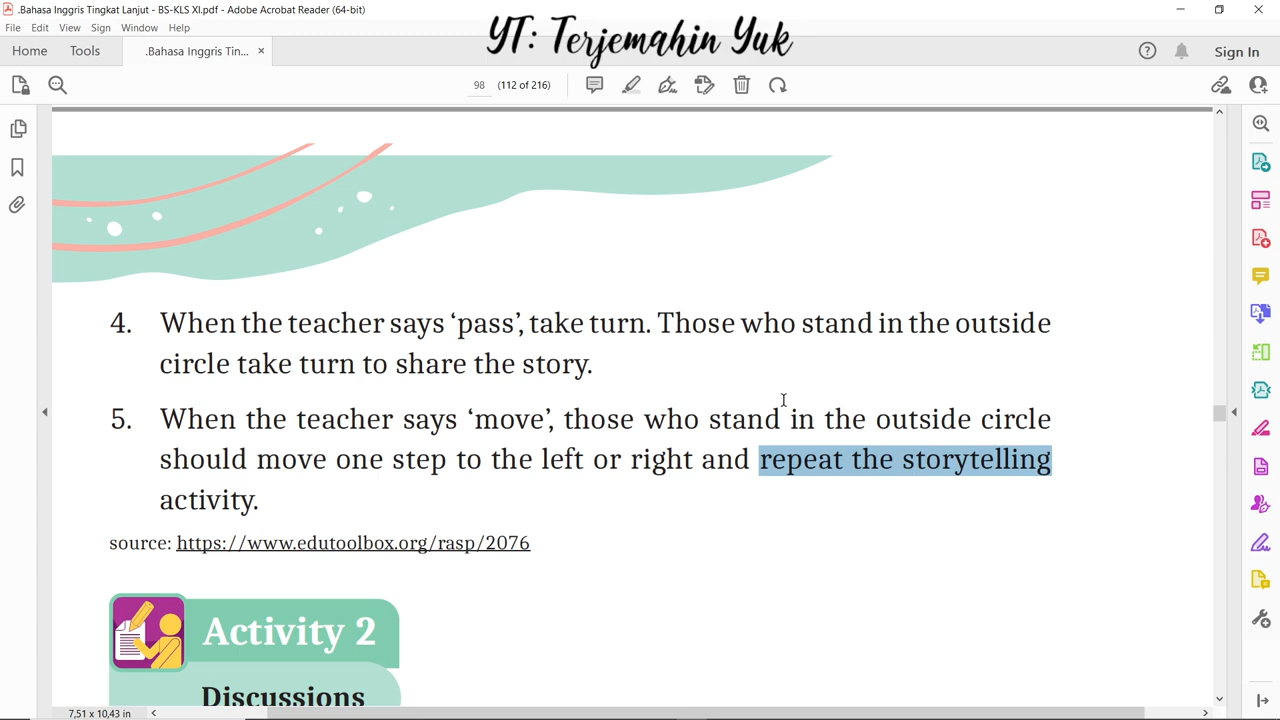 .Bahasa Inggris Tingkat Lanjut - BS-KLS XI.pdf - Adobe Acrobat Reader (64-bit)
YT: Terjemahin Yuk
File Edit View Sign Window Help
Home Tools .Bahasa Inggris Tin... × Sign In
98 (112 of 216)
4. When the teacher says ‘pass’, take turn. Those who stand in the outside
circle take turn to share the story.
5. When the teacher says ‘move’, those who stand in the outside circle
should move one step to the left or right and repeat the storytelling
activity.
source: https://www.edutoolbox.org/rasp/2076
Activity 2
Discussions
7,51 x 10,43 in